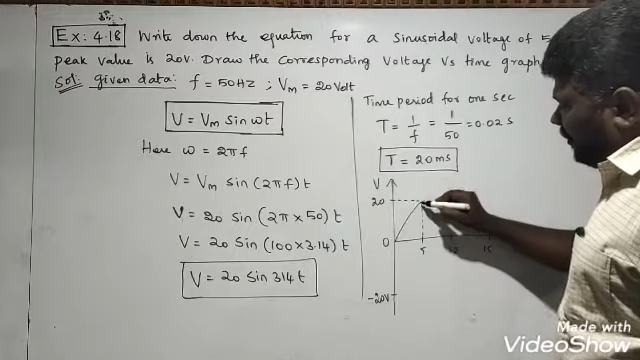 Ex: 4.18 Write down the equation for a sinusoidal voltage of
peak value is 20v. Draw the corresponding Voltage Vs time graph
Sol: given data: f = 50HZ ; Vm = 20Volt
V = Vm sin ωt
Here ω = 2πf
V = Vm sin (2πf) t
V = 20 sin (2π × 50) t
V = 20 sin (100 × 3.14) t
V = 20 sin 314 t
Time period for one sec
T = 1/f = 1/50 = 0.02 s
T = 20 ms
V
20
0
5 10 15
-20V
Made with
VideoShow